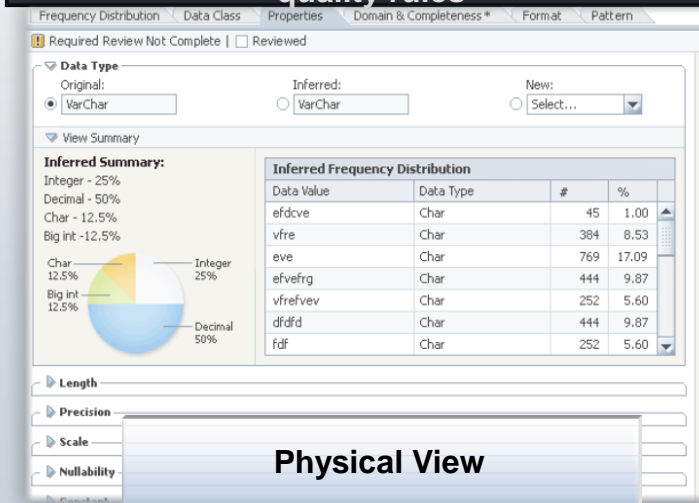 quality rules
Frequency Distribution Data Class Properties Domain & Completeness * Format Pattern
Required Review Not Complete | Reviewed
Data Type
Original: Inferred: New:
VarChar VarChar Select...
View Summary
Inferred Summary:
Integer - 25%
Decimal - 50%
Char - 12.5%
Big int -12.5%
Char
12.5%
Integer
25%
Big int
12.5%
Decimal
50%
Inferred Frequency Distribution
Data Value Data Type # %
efdcve Char 45 1.00
vfre Char 384 8.53
eve Char 769 17.09
efvefrg Char 444 9.87
vfrefvev Char 252 5.60
dfdfd Char 444 9.87
fdf Char 252 5.60
Length
Precision
Scale
Nullability
Constant
Physical View